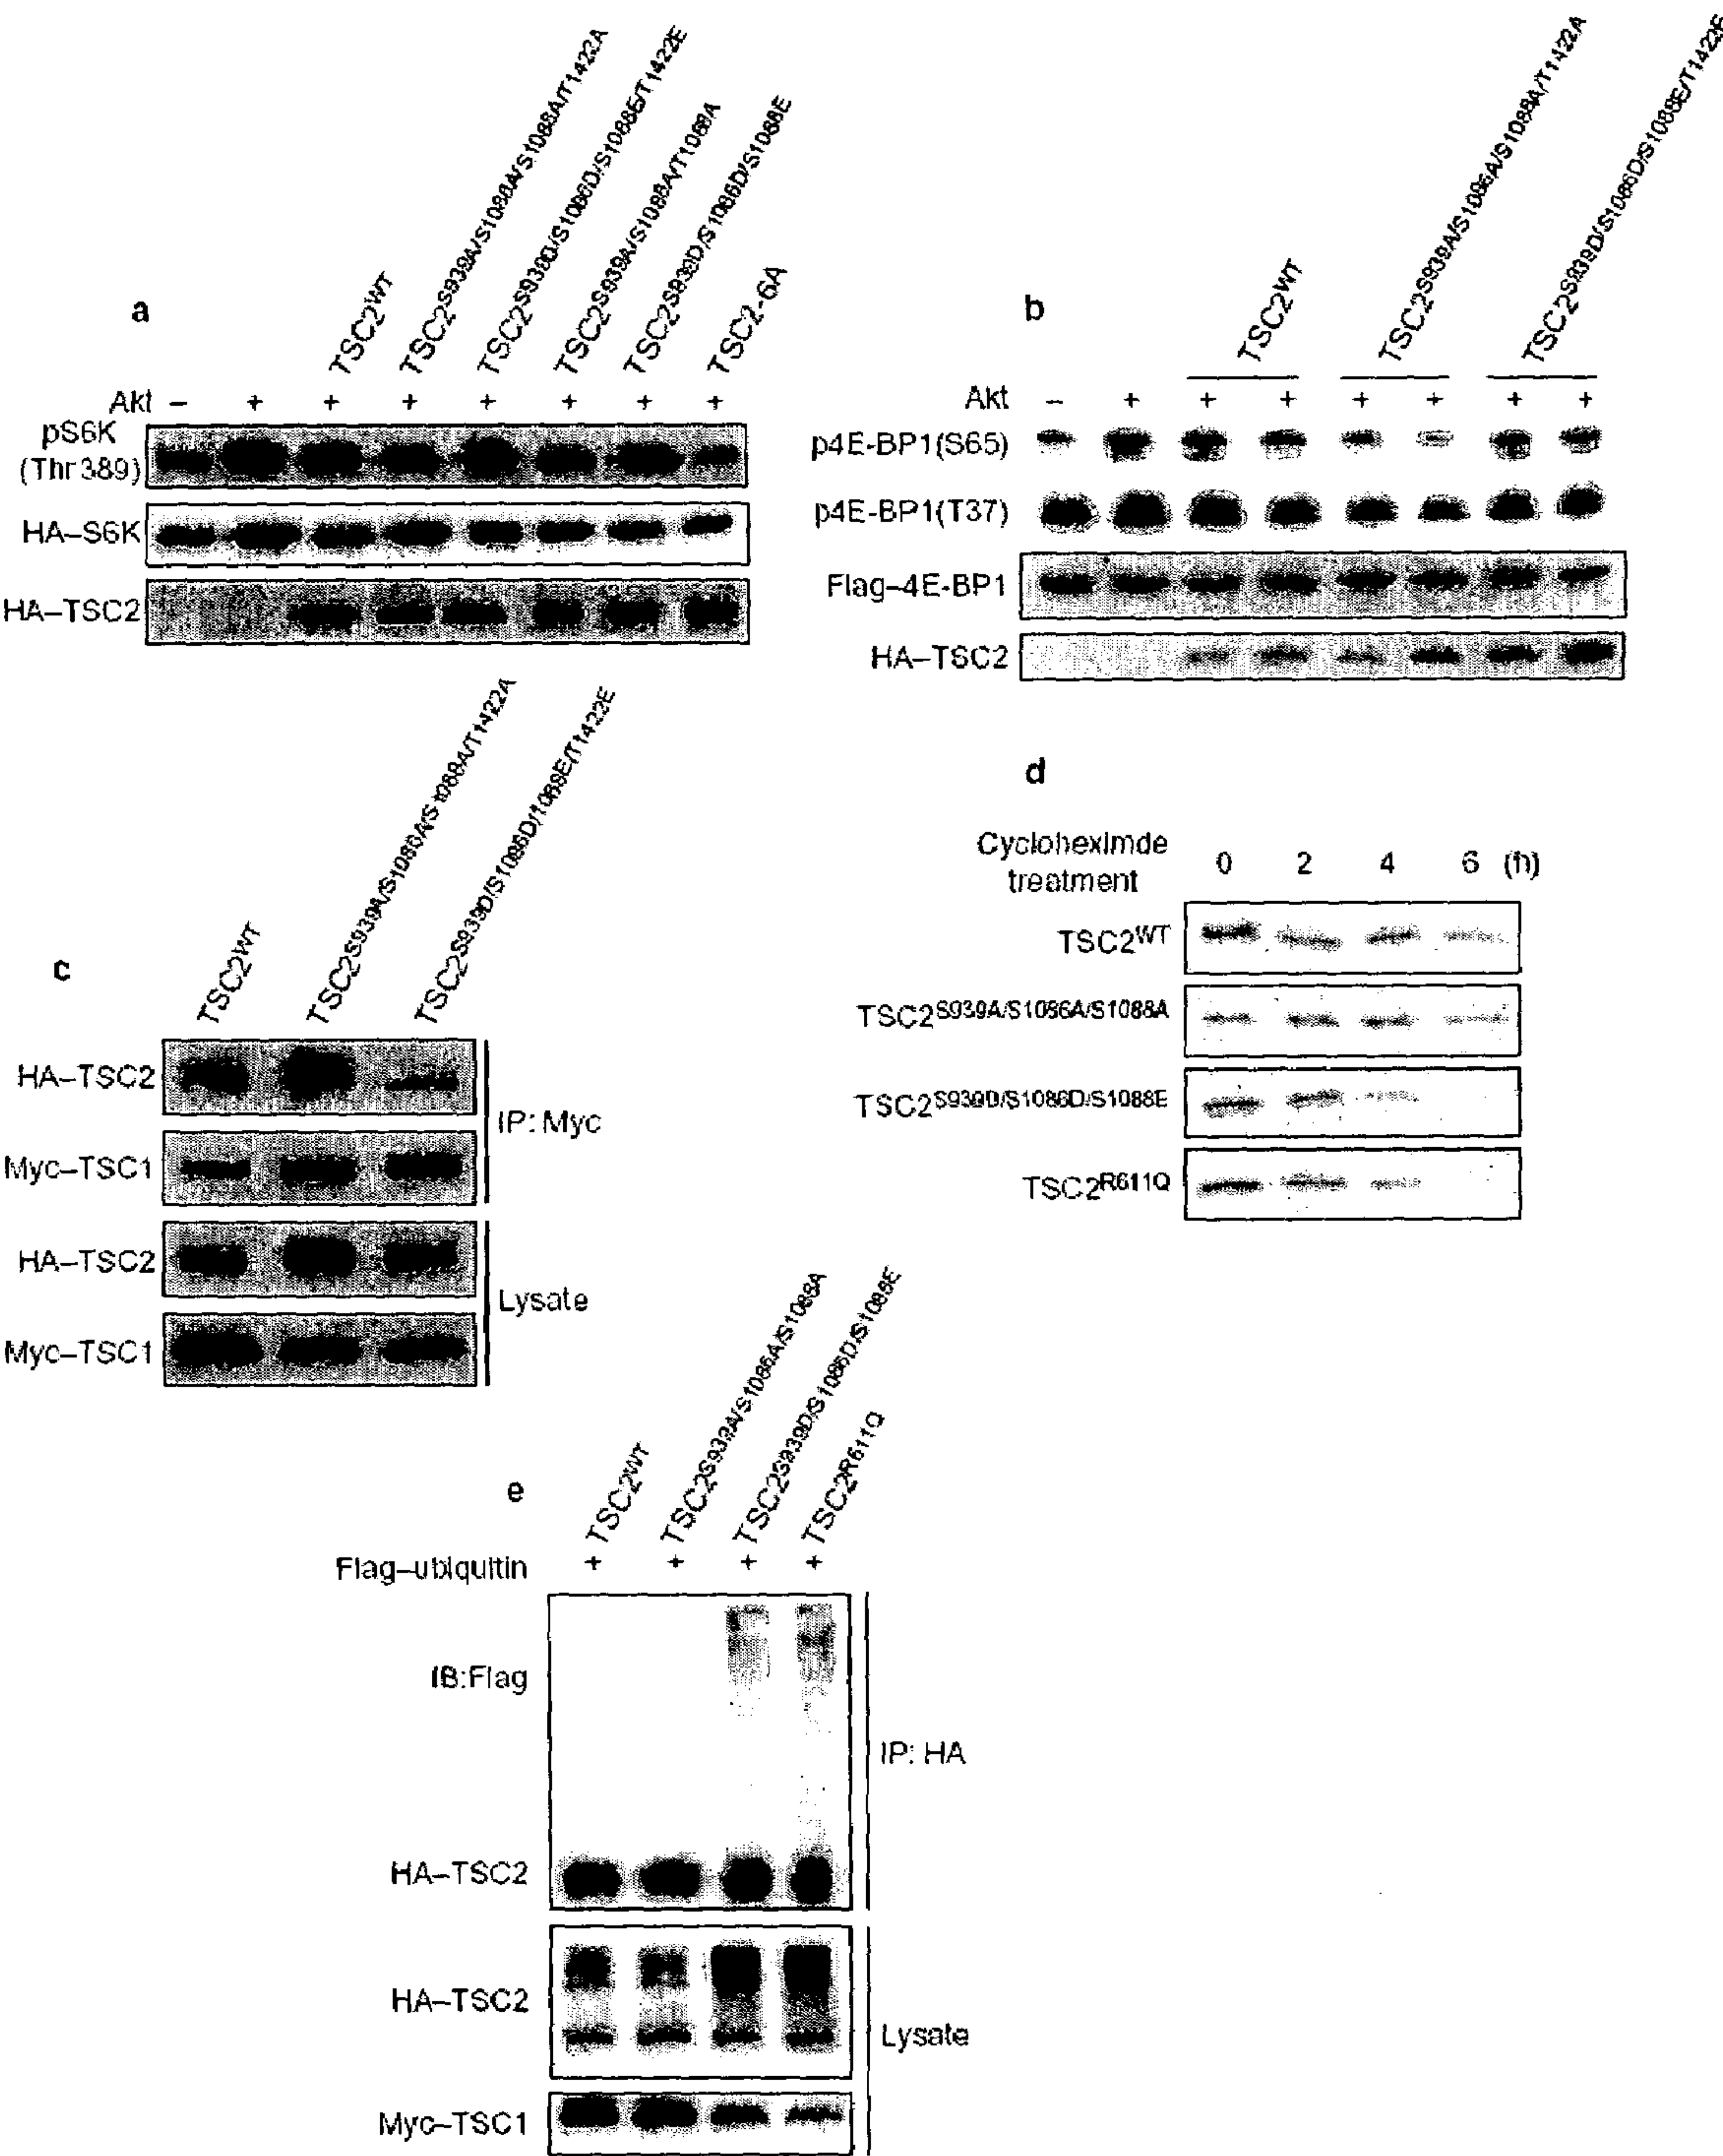 a
TSC2WT
TSC2S939A/S1086A/S1088A/T1422A
TSC2S939D/S1086D/S1088E/T1422E
TSC2S939A/S1088A/T1088A
TSC2S939D/S1086D/S1088E
TSC2-6A
Akt – + + + + + + +
pS6K
(Thr389)
HA–S6K
HA–TSC2
b
TSC2WT
TSC2S939A/S1086A/S1088A/T1422A
TSC2S939D/S1086D/S1088E/T1422E
Akt – + + + + + + +
p4E-BP1(S65)
p4E-BP1(T37)
Flag–4E-BP1
HA–TSC2
c
TSC2WT
TSC2S939A/S1086A/S1088A/T1422A
TSC2S939D/S1086D/1088E/T1422E
HA–TSC2
Myc–TSC1
IP: Myc
HA–TSC2
Myc–TSC1
Lysate
d
Cycloheximde
treatment
0 2 4 6 (h)
TSC2WT
TSC2S939A/S1086A/S1088A
TSC2S939D/S1086D/S1088E
TSC2R611Q
e
TSC2WT
TSC2S939A/S1086A/S1088A
TSC2S939D/S1086D/S1088E
TSC2R611Q
Flag–ubiquitin + + + +
IB:Flag
HA–TSC2
IP: HA
HA–TSC2
Myc–TSC1
Lysate